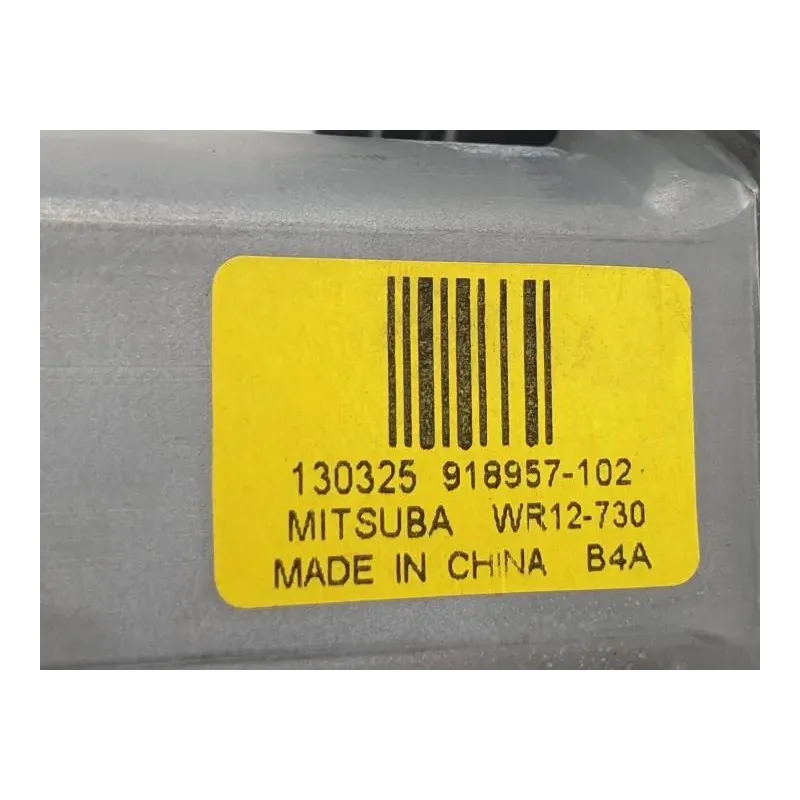 130325 918957-102
MITSUBA WR12-730
MADE IN CHINA B4A